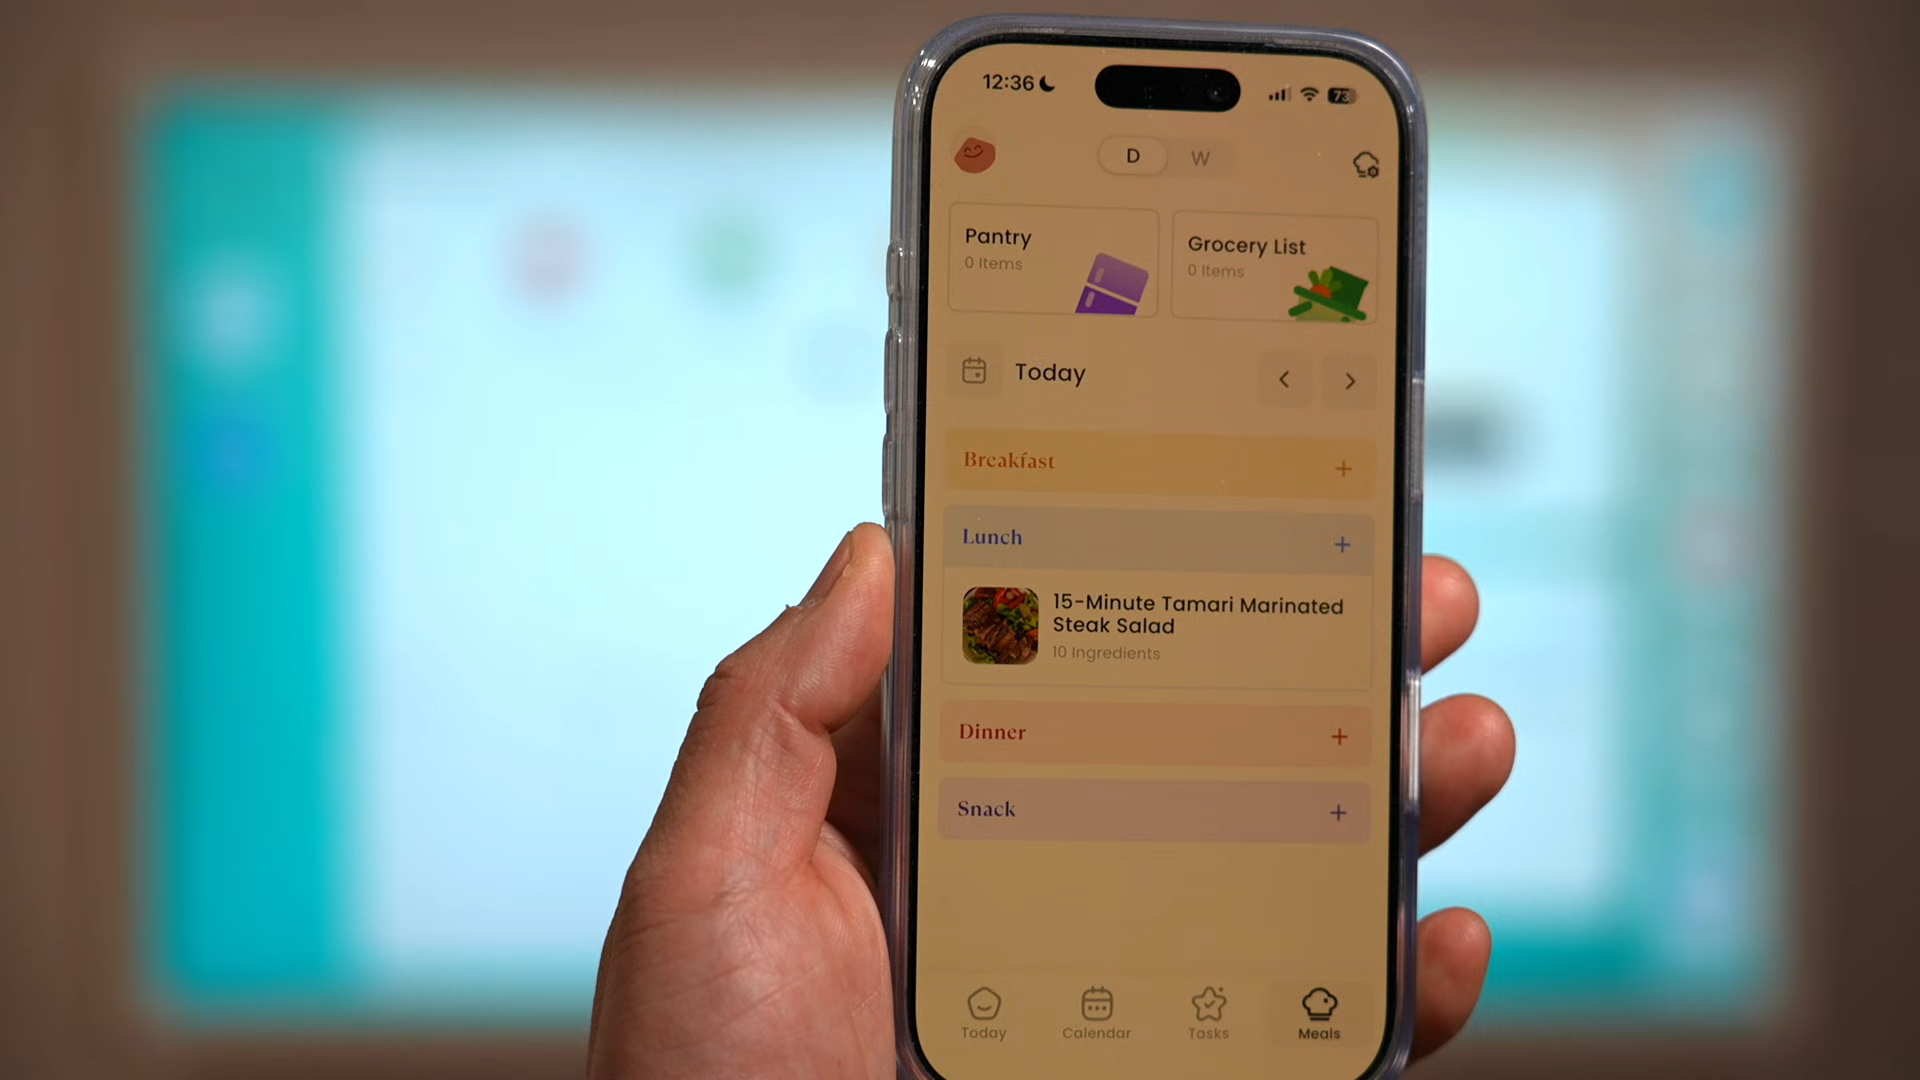 12:36
73
D
W
Pantry
0 Items
Grocery List
0 Items
Today
Breakfast
Lunch
15-Minute Tamari Marinated
Steak Salad
10 Ingredients
Dinner
Snack
Today
Calendar
Tasks
Meals